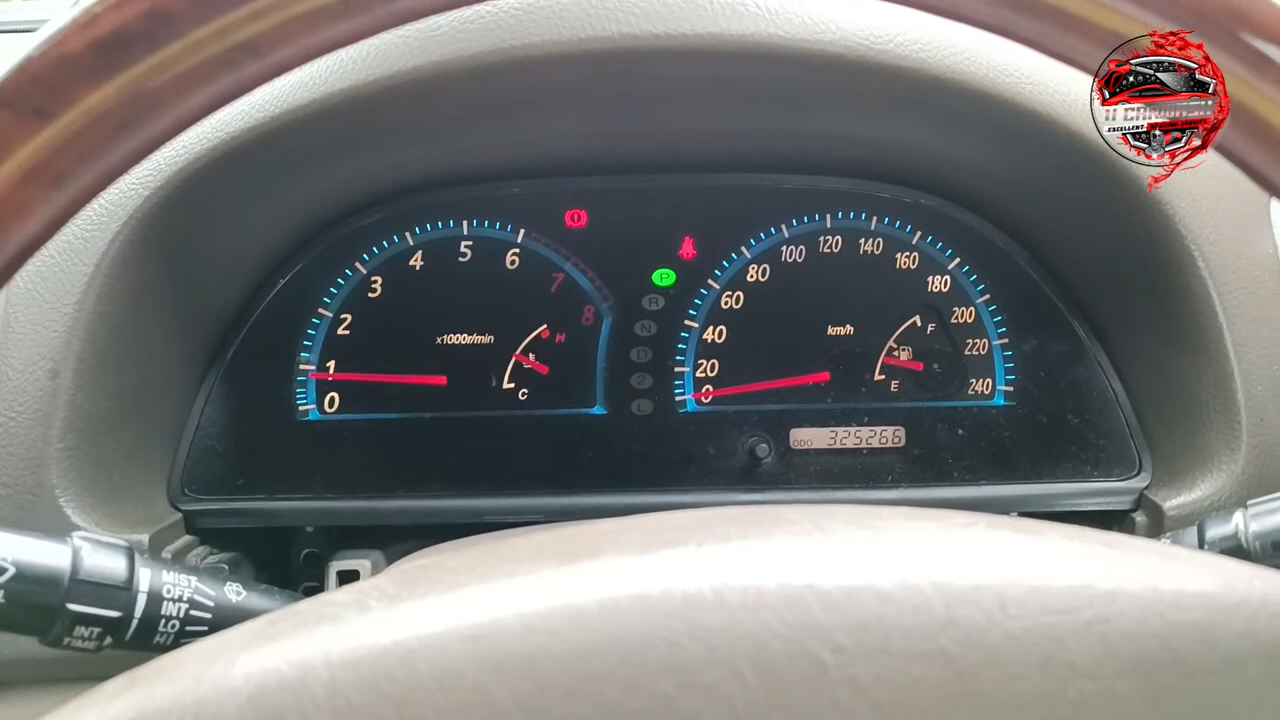 0
1
2
3
4
5
6
7
8
x1000r/min
H
C
P
R
N
D
2
L
0
20
40
60
80
100
120
140
160
180
200
220
240
km/h
F
E
ODO 325266
MIST
OFF
INT
LO
HI
INT
TIME
EXCELLENT